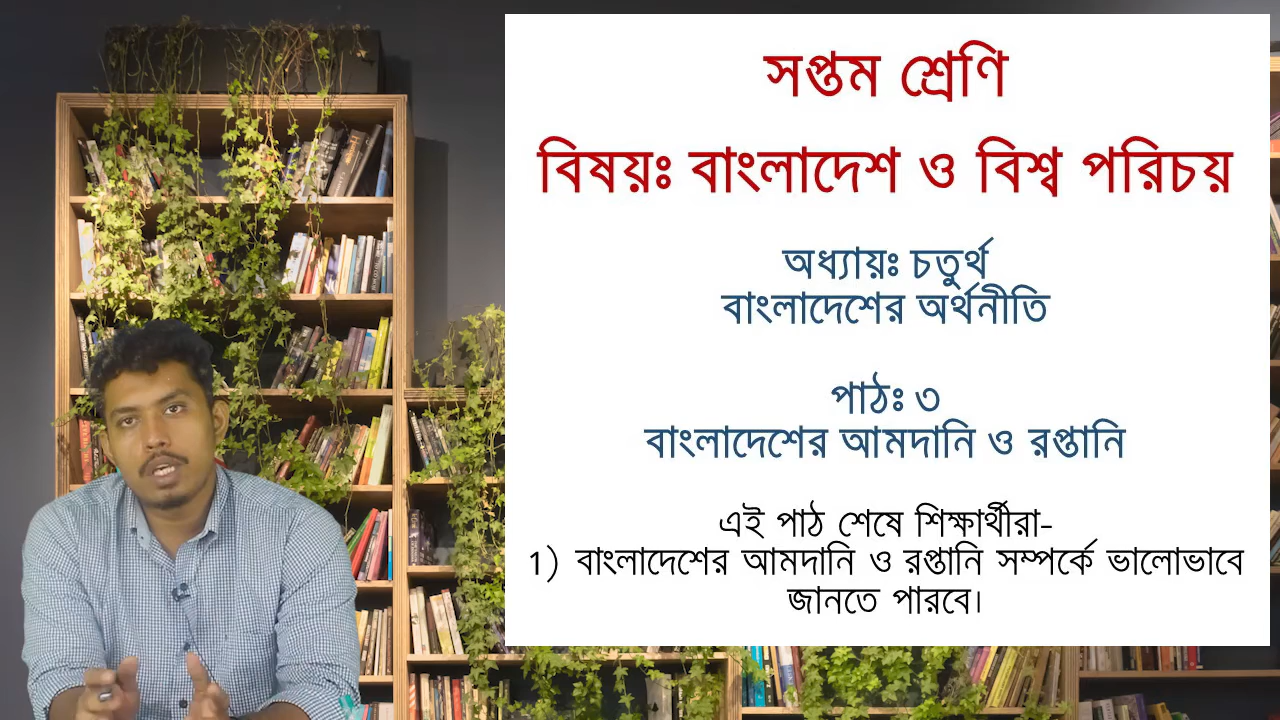 সপ্তম শ্রেণি
বিষয়ঃ বাংলাদেশ ও বিশ্ব পরিচয়
অধ্যায়ঃ চতুর্থ
বাংলাদেশের অর্থনীতি
পাঠঃ ৩
বাংলাদেশের আমদানি ও রপ্তানি
এই পাঠ শেষে শিক্ষার্থীরা-
1) বাংলাদেশের আমদানি ও রপ্তানি সম্পর্কে ভালোভাবে
জানতে পারবে।